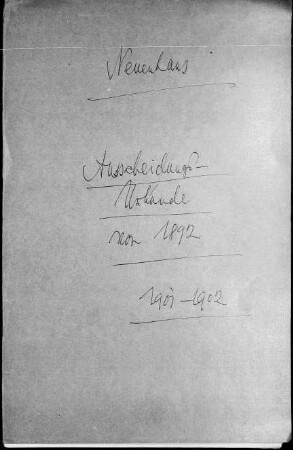 Neuenhaus
Ausscheidungs-
Urkunde
von 1892
1901-1902